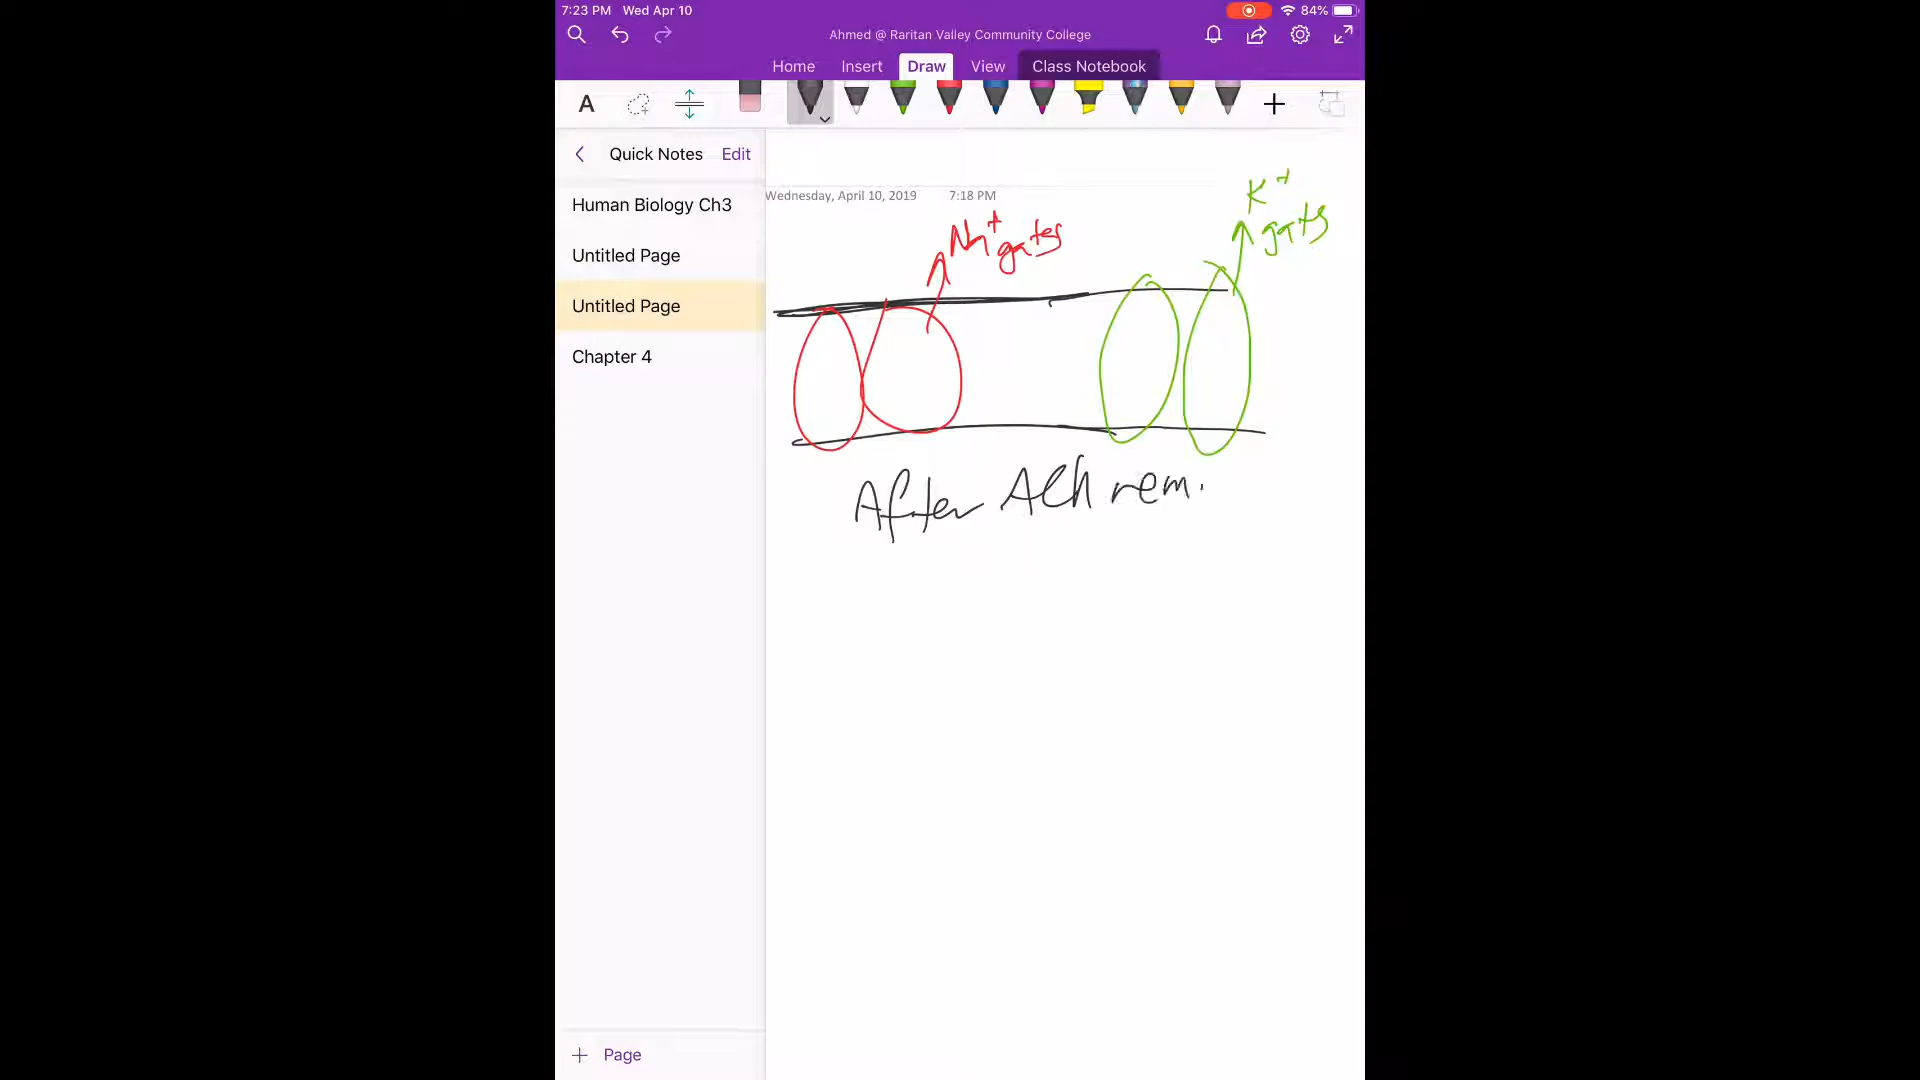 7:23 PM Wed Apr 10
84%
Ahmed @ Raritan Valley Community College
Home Insert Draw View Class Notebook
A
Quick Notes Edit
Human Biology Ch3
Untitled Page
Untitled Page
Chapter 4
Wednesday, April 10, 2019 7:18 PM
Na+ gates
K+
gates
After ACh rem.
+ Page